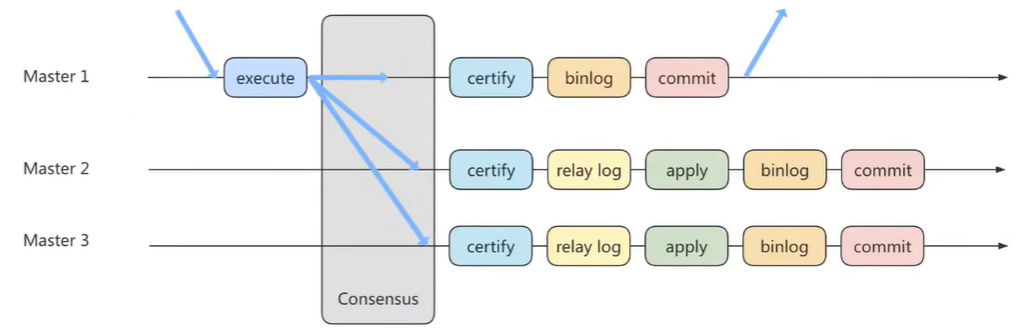 Master 1
execute
certify
binlog
commit
Master 2
certify
relay log
apply
binlog
commit
Master 3
certify
relay log
apply
binlog
commit
Consensus